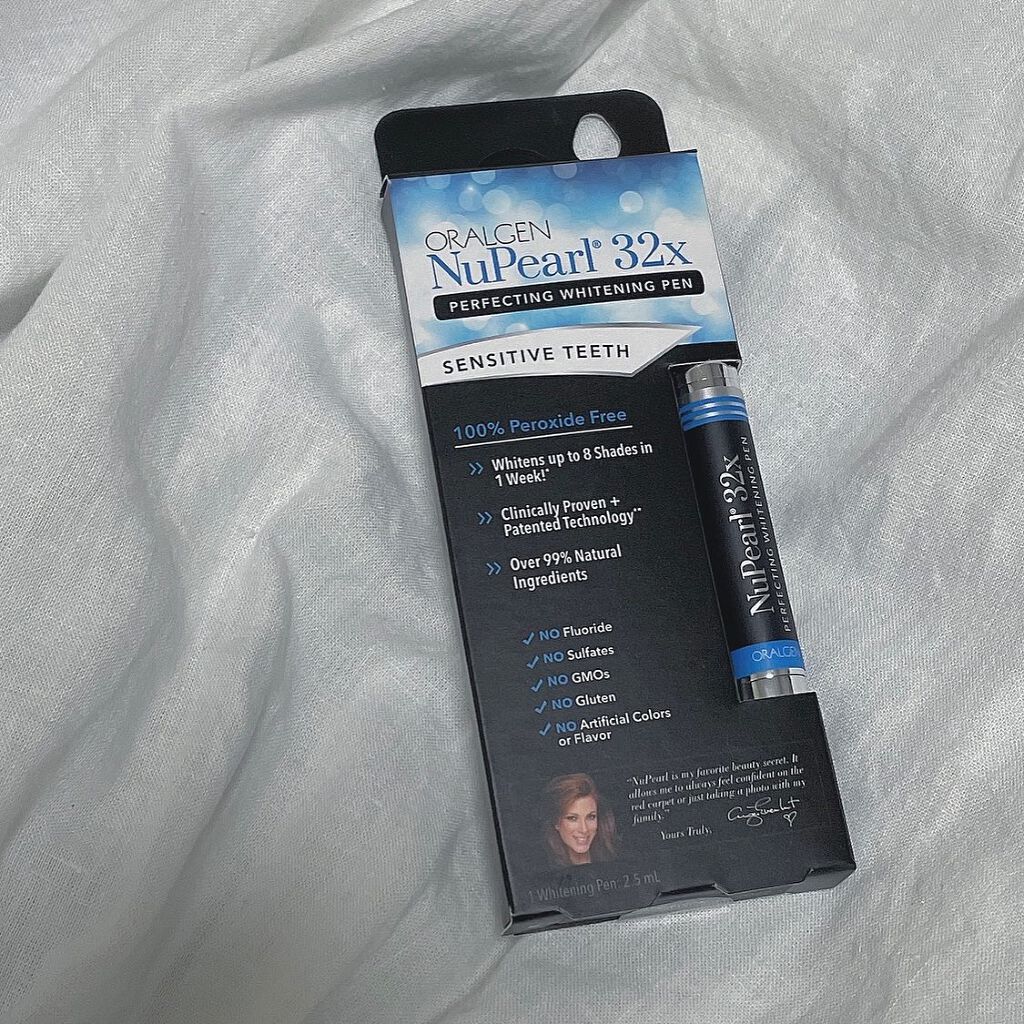 ORALGEN
NuPearl® 32x
PERFECTING WHITENING PEN
SENSITIVE TEETH
100% Peroxide Free
Whitens up to 8 Shades in
1 Week!*
Clinically Proven +
Patented Technology**
Over 99% Natural
Ingredients
NO Fluoride
NO Sulfates
NO GMOs
NO Gluten
NO Artificial Colors
or Flavor
"NuPearl is my favorite beauty secret. It
allows me to always feel confident on the
red carpet or just taking a photo with my
family."
Yours Truly,
1 Whitening Pen: 2.5 mL
NuPearl® 32x
PERFECTING WHITENING PEN
ORALGEN